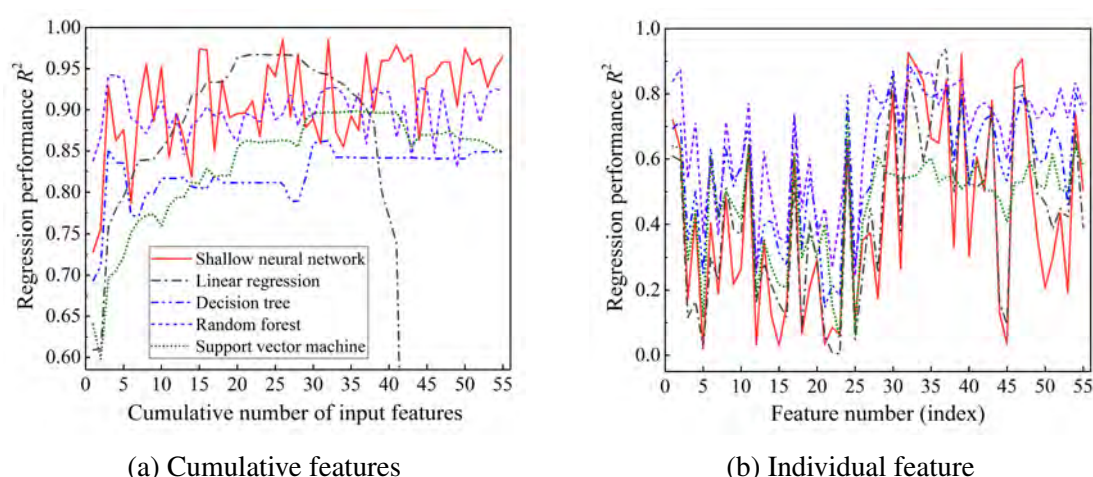 Regression performance R²
1.00
0.95
0.90
0.85
0.80
0.75
0.70
0.65
0.60
Shallow neural network
Linear regression
Decision tree
Random forest
Support vector machine
0 5 10 15 20 25 30 35 40 45 50 55
Cumulative number of input features
(a) Cumulative features
Regression performance R²
1.0
0.8
0.6
0.4
0.2
0.0
0 5 10 15 20 25 30 35 40 45 50 55
Feature number (index)
(b) Individual feature